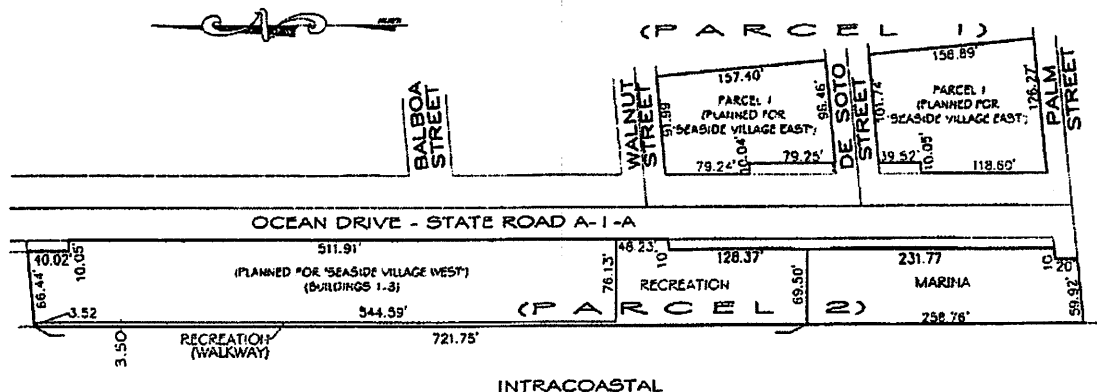 (PARCEL 1)
BALBOA
STREET
WALNUT
STREET
157.40'
91.99'
PARCEL 1
(PLANNED FOR
"SEASIDE VILLAGE EAST")
96.46'
79.24'
10.04'
79.25'
DE SOTO
STREET
158.89'
101.74'
PARCEL 1
(PLANNED FOR
"SEASIDE VILLAGE EAST")
126.27'
39.52'
10.05'
118.60'
PALM
STREET
OCEAN DRIVE - STATE ROAD A-1-A
40.02'
10.05'
511.91'
48.23'
10
128.37'
231.77
10
20'
66.44'
(PLANNED FOR "SEASIDE VILLAGE WEST")
(BUILDINGS 1-3)
76.13'
RECREATION
69.50'
MARINA
59.92'
3.52
544.59'
(PARCEL 2)
258.76'
3.50
RECREATION
(WALKWAY)
721.75'
INTRACOASTAL